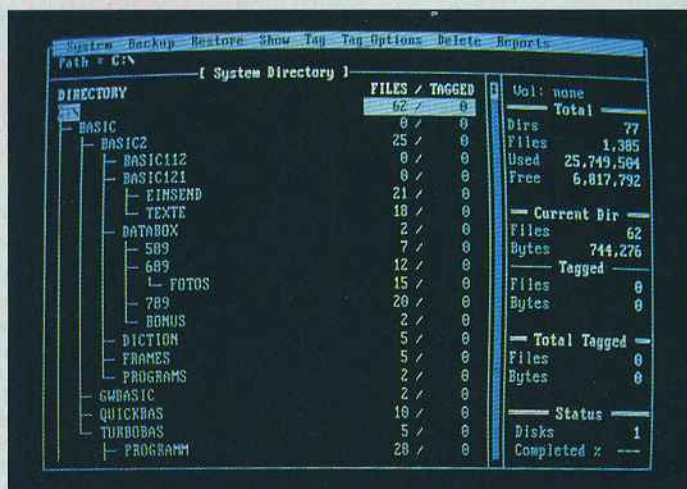 System Backup Restore Show Tag Tag Options Delete Reports
Path = C:\
[ System Directory ]
DIRECTORY FILES / TAGGED
C:\ 62 / 0
BASIC 0 / 0
BASIC2 25 / 0
BASIC112 0 / 0
BASIC121 0 / 0
EINSEND 21 / 0
TEXTE 18 / 0
DATABOX 2 / 0
589 7 / 0
689 12 / 0
FOTOS 15 / 0
789 20 / 0
BONUS 2 / 0
DICTION 5 / 0
FRAMES 5 / 0
PROGRAMS 2 / 0
GWBASIC 2 / 0
QUICKBAS 10 / 0
TURBOBAS 5 / 0
PROGRAMM 28 / 0
Vol: none
Total
Dirs 77
Files 1,385
Used 25,749,504
Free 6,817,792
Current Dir
Files 62
Bytes 744,276
Tagged
Files 0
Bytes 0
Total Tagged
Files 0
Bytes 0
Status
Disks 1
Completed % ---